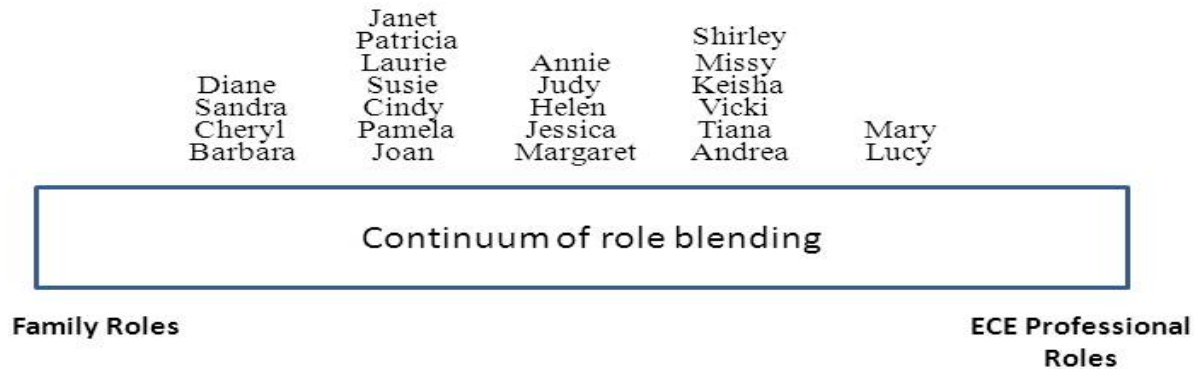 Diane
Sandra
Cheryl
Barbara
Janet
Patricia
Laurie
Susie
Cindy
Pamela
Joan
Annie
Judy
Helen
Jessica
Margaret
Shirley
Missy
Keisha
Vicki
Tiana
Andrea
Mary
Lucy
Continuum of role blending
Family Roles
ECE Professional
Roles